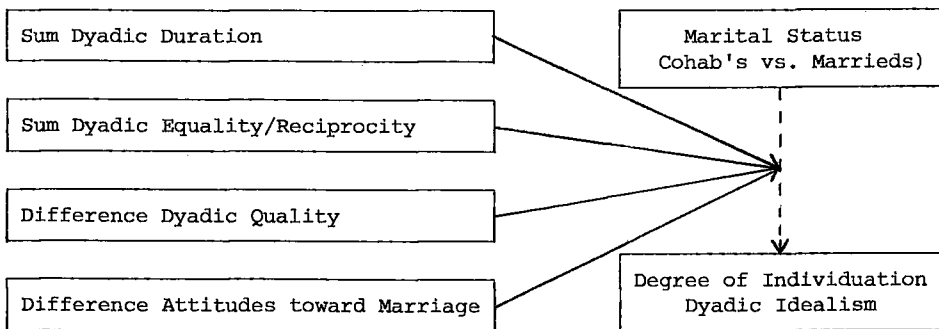 Sum Dyadic Duration
Marital Status
Cohab's vs. Marrieds)
Sum Dyadic Equality/Reciprocity
Difference Dyadic Quality
Difference Attitudes toward Marriage
Degree of Individuation
Dyadic Idealism